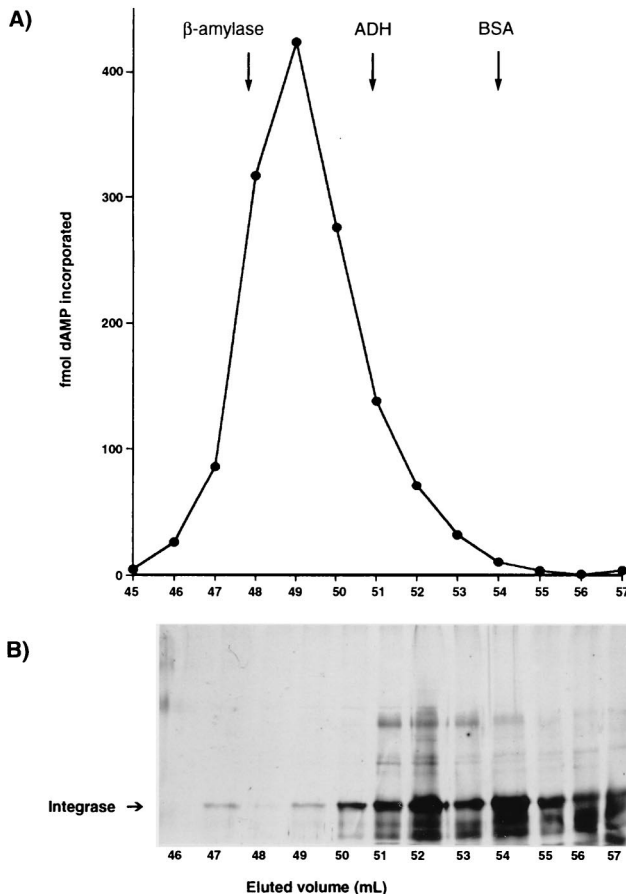 A)
β-amylase ADH BSA
400
300
200
100
0
fmol dAMP incorporated
45 46 47 48 49 50 51 52 53 54 55 56 57
B)
Integrase →
46 47 48 49 50 51 52 53 54 55 56 57
Eluted volume (mL)